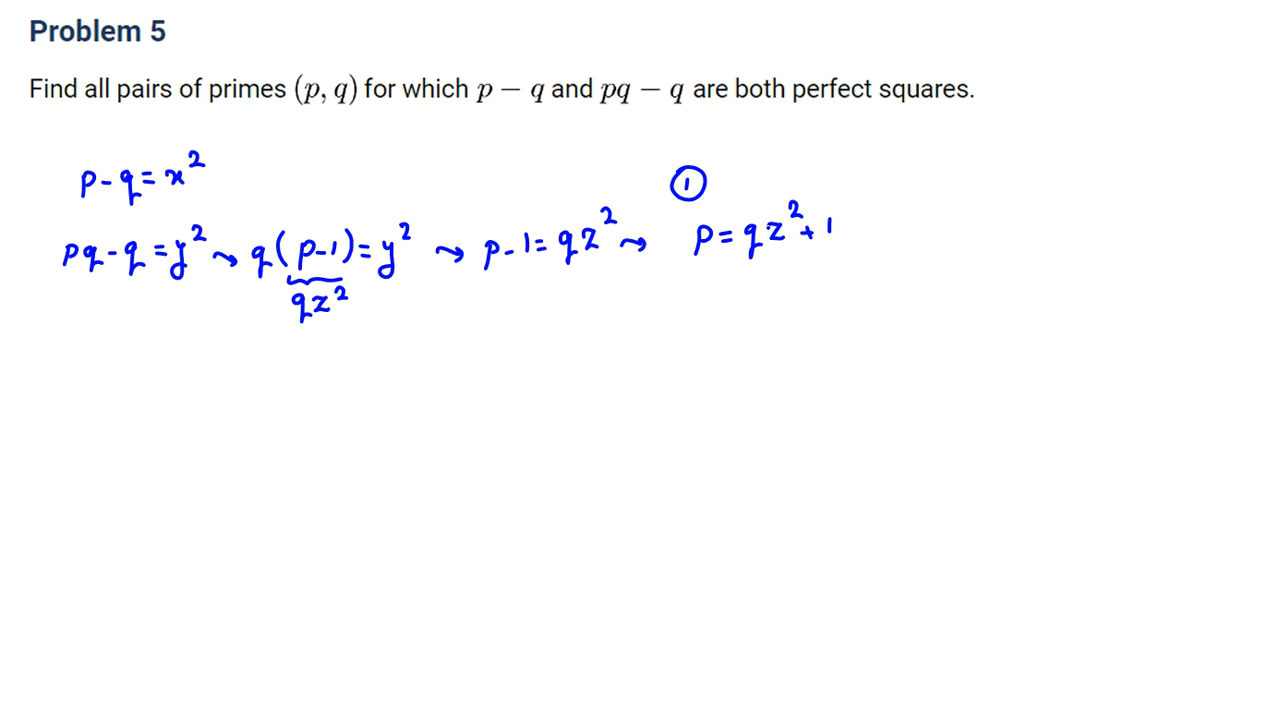 Problem 5
Find all pairs of primes (p, q) for which p − q and pq − q are both perfect squares.
p-q=x²
①
pq-q=y² ⇝ q(p-1)=y² ⇝ p-1=qz² ⇝ p=qz²+1
qz²